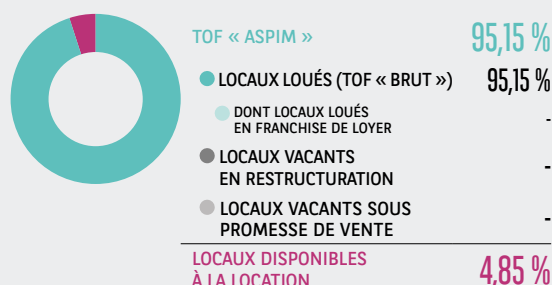 TOF « ASPIM » 95,15 %
LOCAUX LOUÉS (TOF « BRUT ») 95,15 %
DONT LOCAUX LOUÉS
EN FRANCHISE DE LOYER -
LOCAUX VACANTS
EN RESTRUCTURATION -
LOCAUX VACANTS SOUS
PROMESSE DE VENTE -
LOCAUX DISPONIBLES
À LA LOCATION 4,85 %